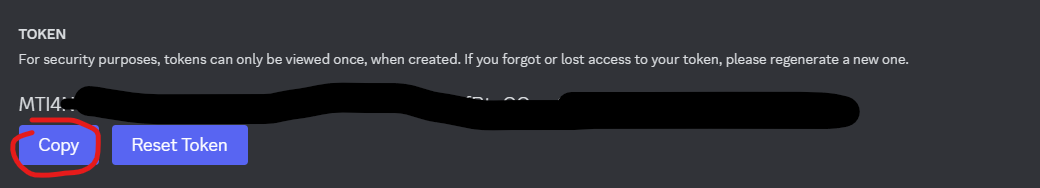 TOKEN
For security purposes, tokens can only be viewed once, when created. If you forgot or lost access to your token, please regenerate a new one.
Copy Reset Token